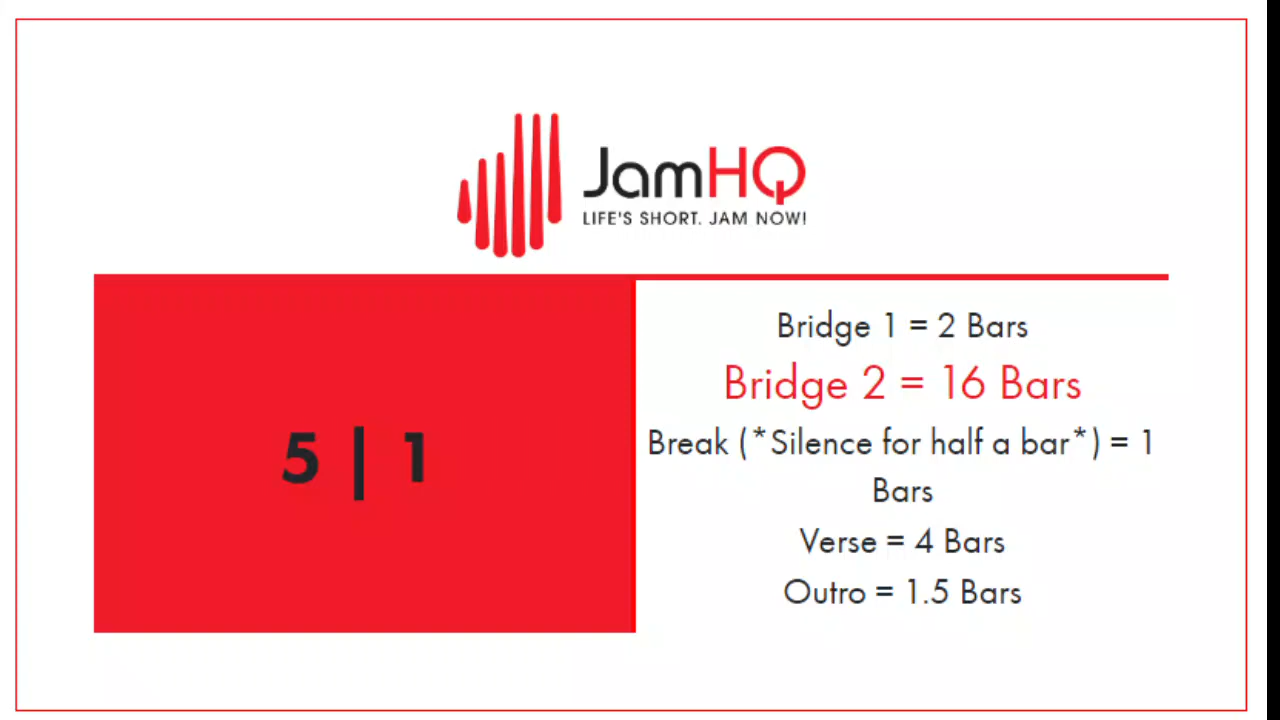 JamHQ
LIFE'S SHORT. JAM NOW!
5 | 1
Bridge 1 = 2 Bars
Bridge 2 = 16 Bars
Break (*Silence for half a bar*) = 1
Bars
Verse = 4 Bars
Outro = 1.5 Bars